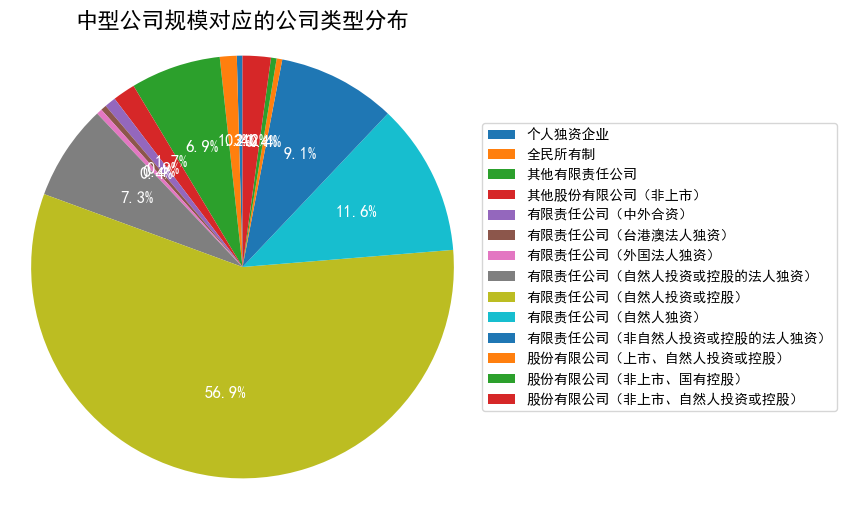 中型公司规模对应的公司类型分布
6.9%
9.1%
7.3%
11.6%
56.9%
个人独资企业
全民所有制
其他有限责任公司
其他股份有限公司（非上市）
有限责任公司（中外合资）
有限责任公司（台港澳法人独资）
有限责任公司（外国法人独资）
有限责任公司（自然人投资或控股的法人独资）
有限责任公司（自然人投资或控股）
有限责任公司（自然人独资）
有限责任公司（非自然人投资或控股的法人独资）
股份有限公司（上市、自然人投资或控股）
股份有限公司（非上市、国有控股）
股份有限公司（非上市、自然人投资或控股）